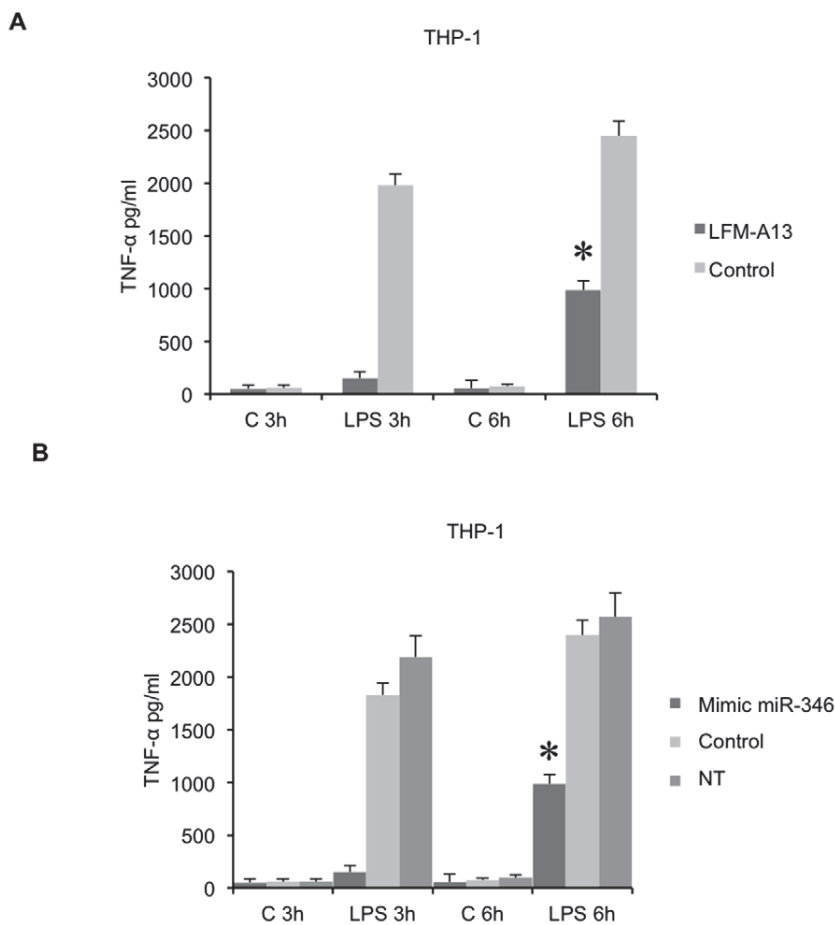 A
THP-1
TNF-α pg/ml
3000
2500
2000
1500
1000
500
0
*
C 3h LPS 3h C 6h LPS 6h
LFM-A13
Control
B
THP-1
TNF-α pg/ml
3000
2500
2000
1500
1000
500
0
*
C 3h LPS 3h C 6h LPS 6h
Mimic miR-346
Control
NT